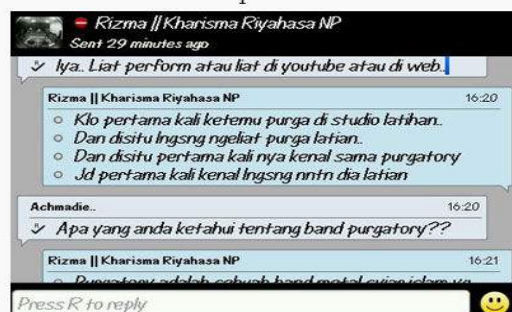 Rizma || Kharisma Riyahasa NP
Sent 29 minutes ago
Iya.. Liat perform atau liat di youtube atau di web..
Rizma || Kharisma Riyahasa NP 16:20
Klo pertama kali ketemu purga di studio latihan..
Dan disitu lngsng ngeliat purga latian..
Dan disitu pertama kali nya kenal sama purgatory
Jd pertama kali kenal lngsng nntn dia latian
Achmadie.. 16:20
Apa yang anda ketahui tentang band purgatory??
Rizma || Kharisma Riyahasa NP 16:21
Purgatory adalah sebuah band metal syiar islam yg
Press R to reply